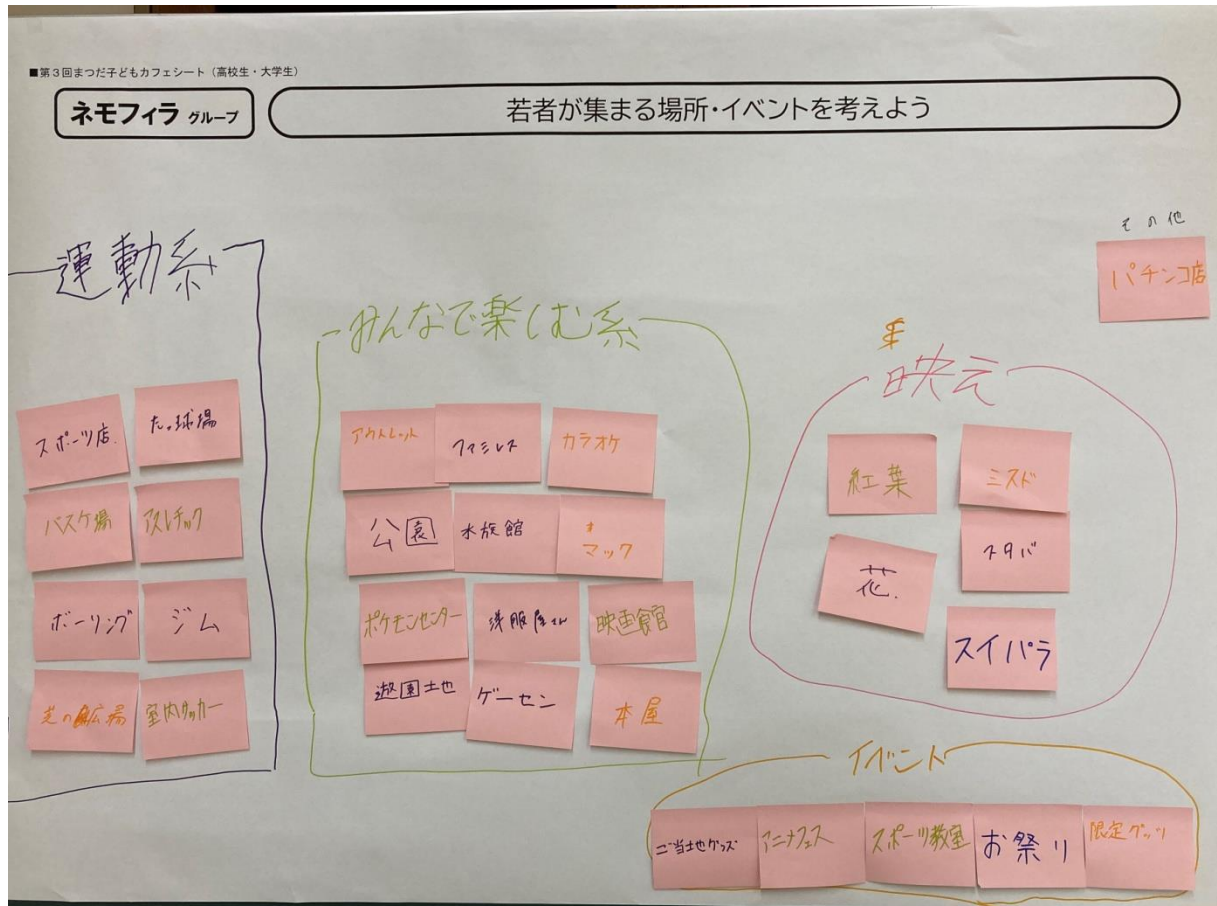 ■第3回まつだ子どもカフェシート（高校生・大学生）
ネモフィラ グループ
若者が集まる場所・イベントを考えよう
運動系
スポーツ店.
たっ球場
バスケ場
アスレチック
ボーリング
ジム
芝の広場
室内サッカー
みんなで楽しむ系
アウトレット
ファミレス
カラオケ
公園
水族館
マック
ポケモンセンター
洋服屋さん
映画館
遊園地
ゲーセン
本屋
映え
紅葉
ミスド
花.
スタバ
スイパラ
その他
パチンコ店
イベント
ご当地グッズ
アニメフェス
スポーツ教室
お祭り
限定グッツ